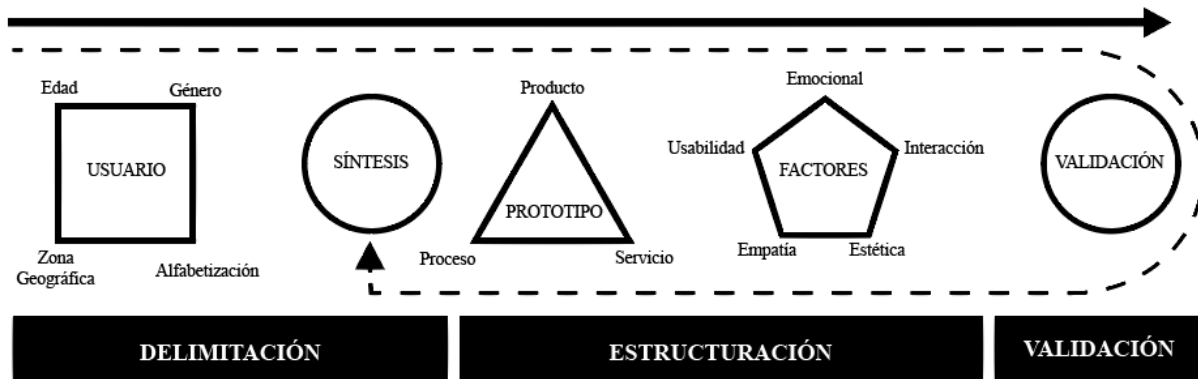 Edad
Género
USUARIO
Zona
Geográfica
Alfabetización
SÍNTESIS
Producto
PROTOTIPO
Proceso
Servicio
Emocional
Usabilidad
Interacción
FACTORES
Empatía
Estética
VALIDACIÓN
DELIMITACIÓN
ESTRUCTURACIÓN
VALIDACIÓN